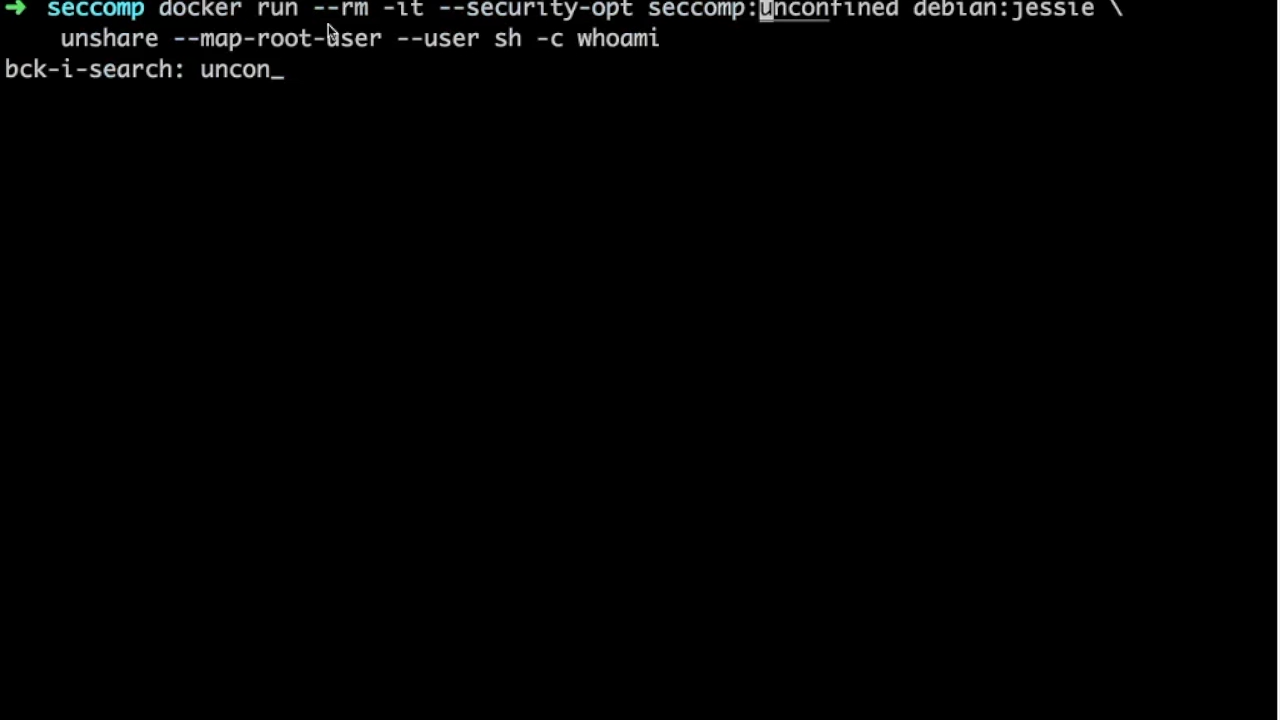 ➜ seccomp docker run --rm -it --security-opt seccomp:unconfined debian:jessie \
unshare --map-root-user --user sh -c whoami
bck-i-search: uncon_